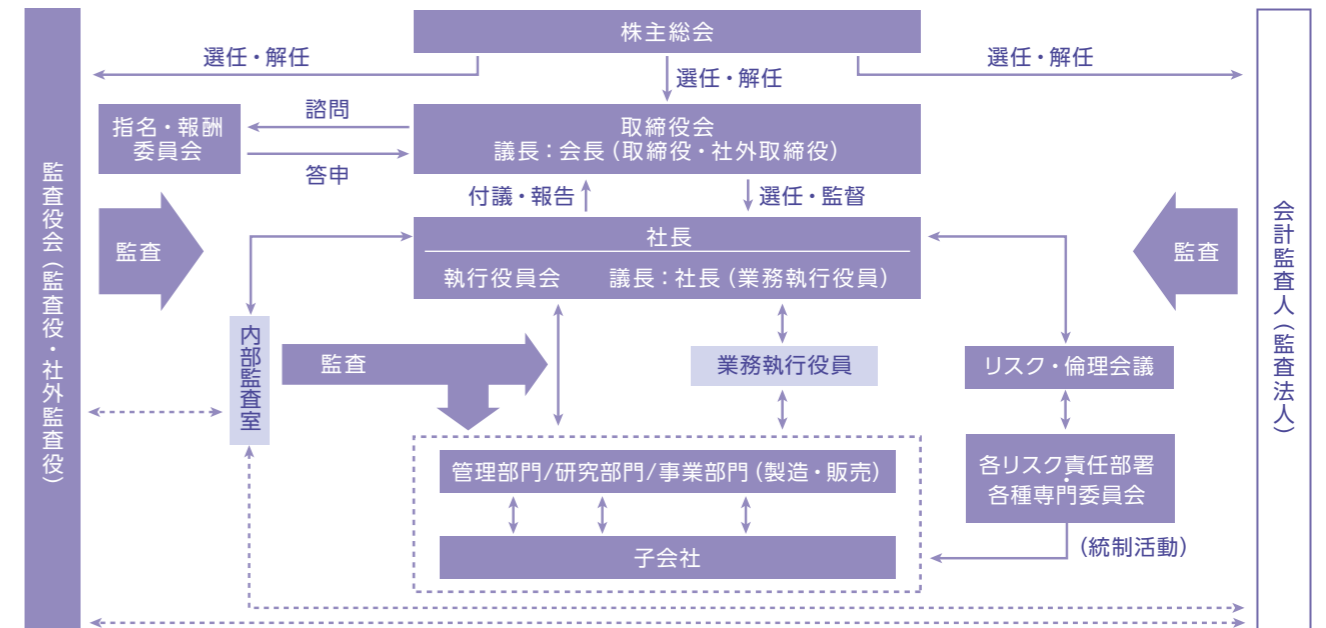 株主総会
選任・解任
選任・解任
選任・解任
指名・報酬
委員会
諮問
答申
取締役会
議長：会長（取締役・社外取締役）
付議・報告
選任・監督
監査役会（監査役・社外監査役）
監査
社長
執行役員会 議長：社長（業務執行役員）
監査
会計監査人（監査法人）
内部監査室
監査
業務執行役員
リスク・倫理会議
管理部門/研究部門/事業部門（製造・販売）
各リスク責任部署
・
各種専門委員会
子会社
（統制活動）